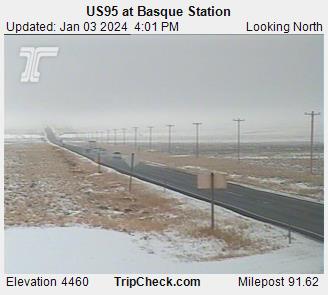 US95 at Basque Station
Updated: Jan 03 2024 4:01 PM Looking North
Elevation 4460 TripCheck.com Milepost 91.62